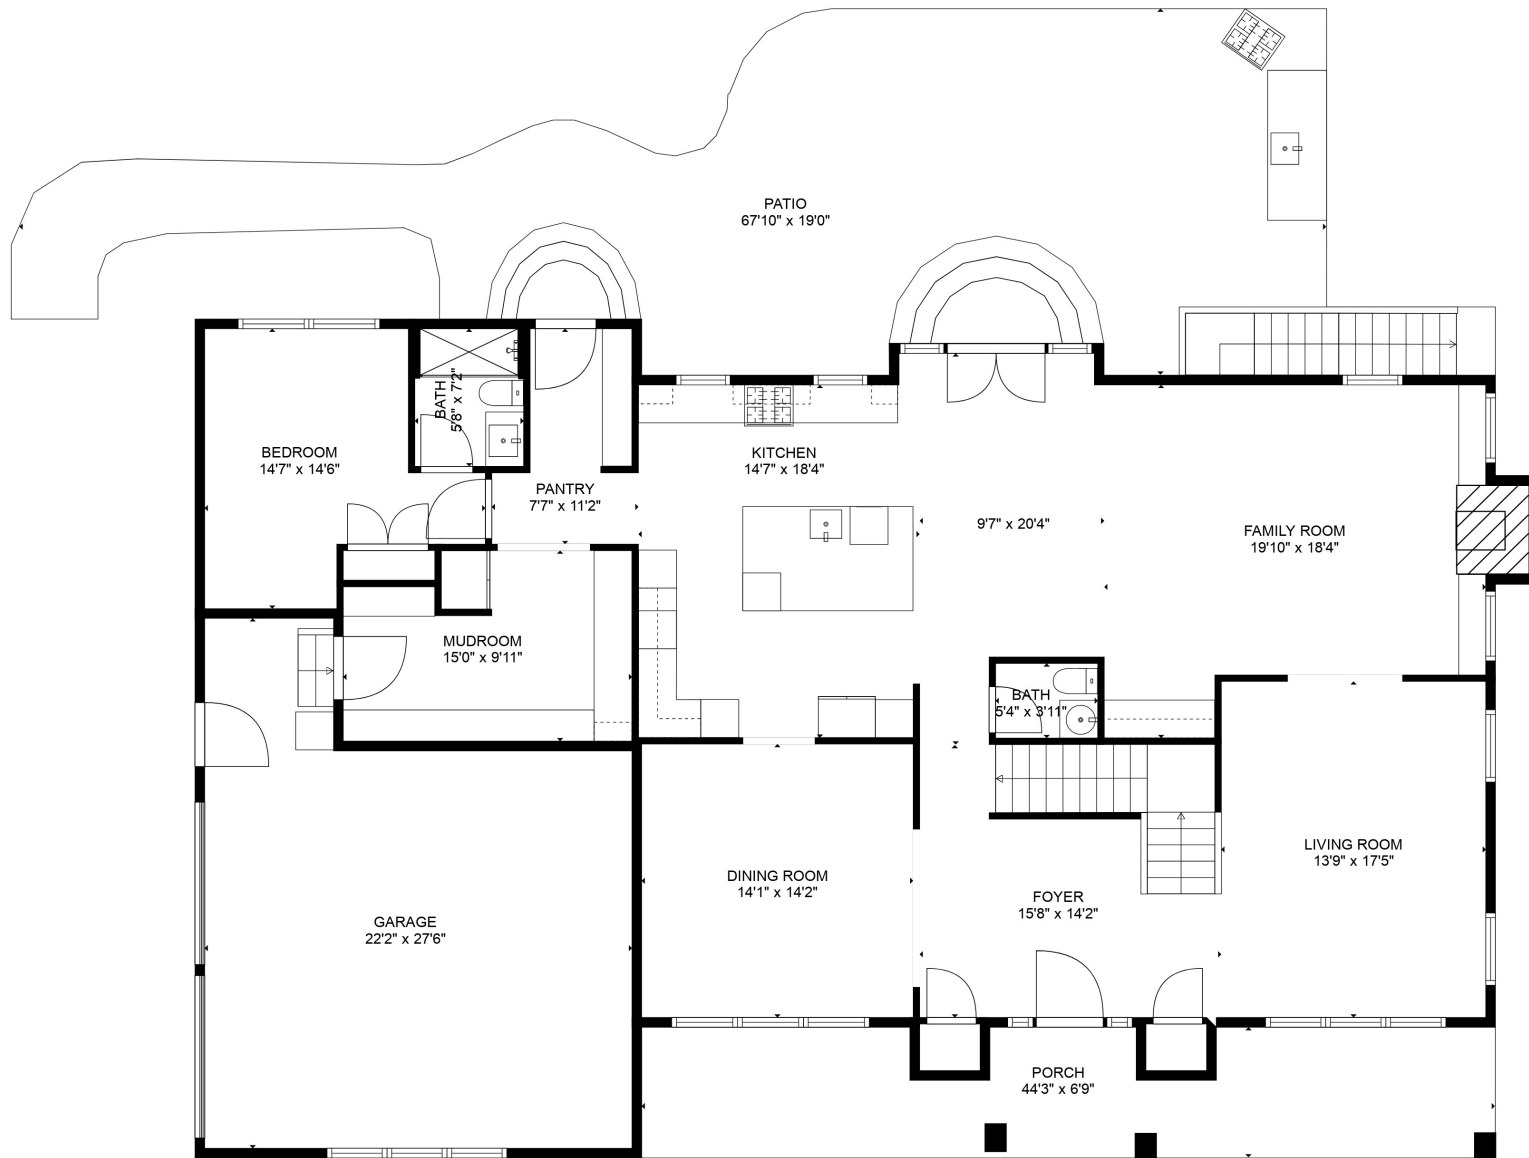 PATIO
67'10" x 19'0"
BATH
5'8" x 7'2"
BEDROOM
14'7" x 14'6"
KITCHEN
14'7" x 18'4"
PANTRY
7'7" x 11'2"
9'7" x 20'4"
FAMILY ROOM
19'10" x 18'4"
MUDROOM
15'0" x 9'11"
BATH
5'4" x 3'11"
LIVING ROOM
13'9" x 17'5"
DINING ROOM
14'1" x 14'2"
FOYER
15'8" x 14'2"
GARAGE
22'2" x 27'6"
PORCH
44'3" x 6'9"